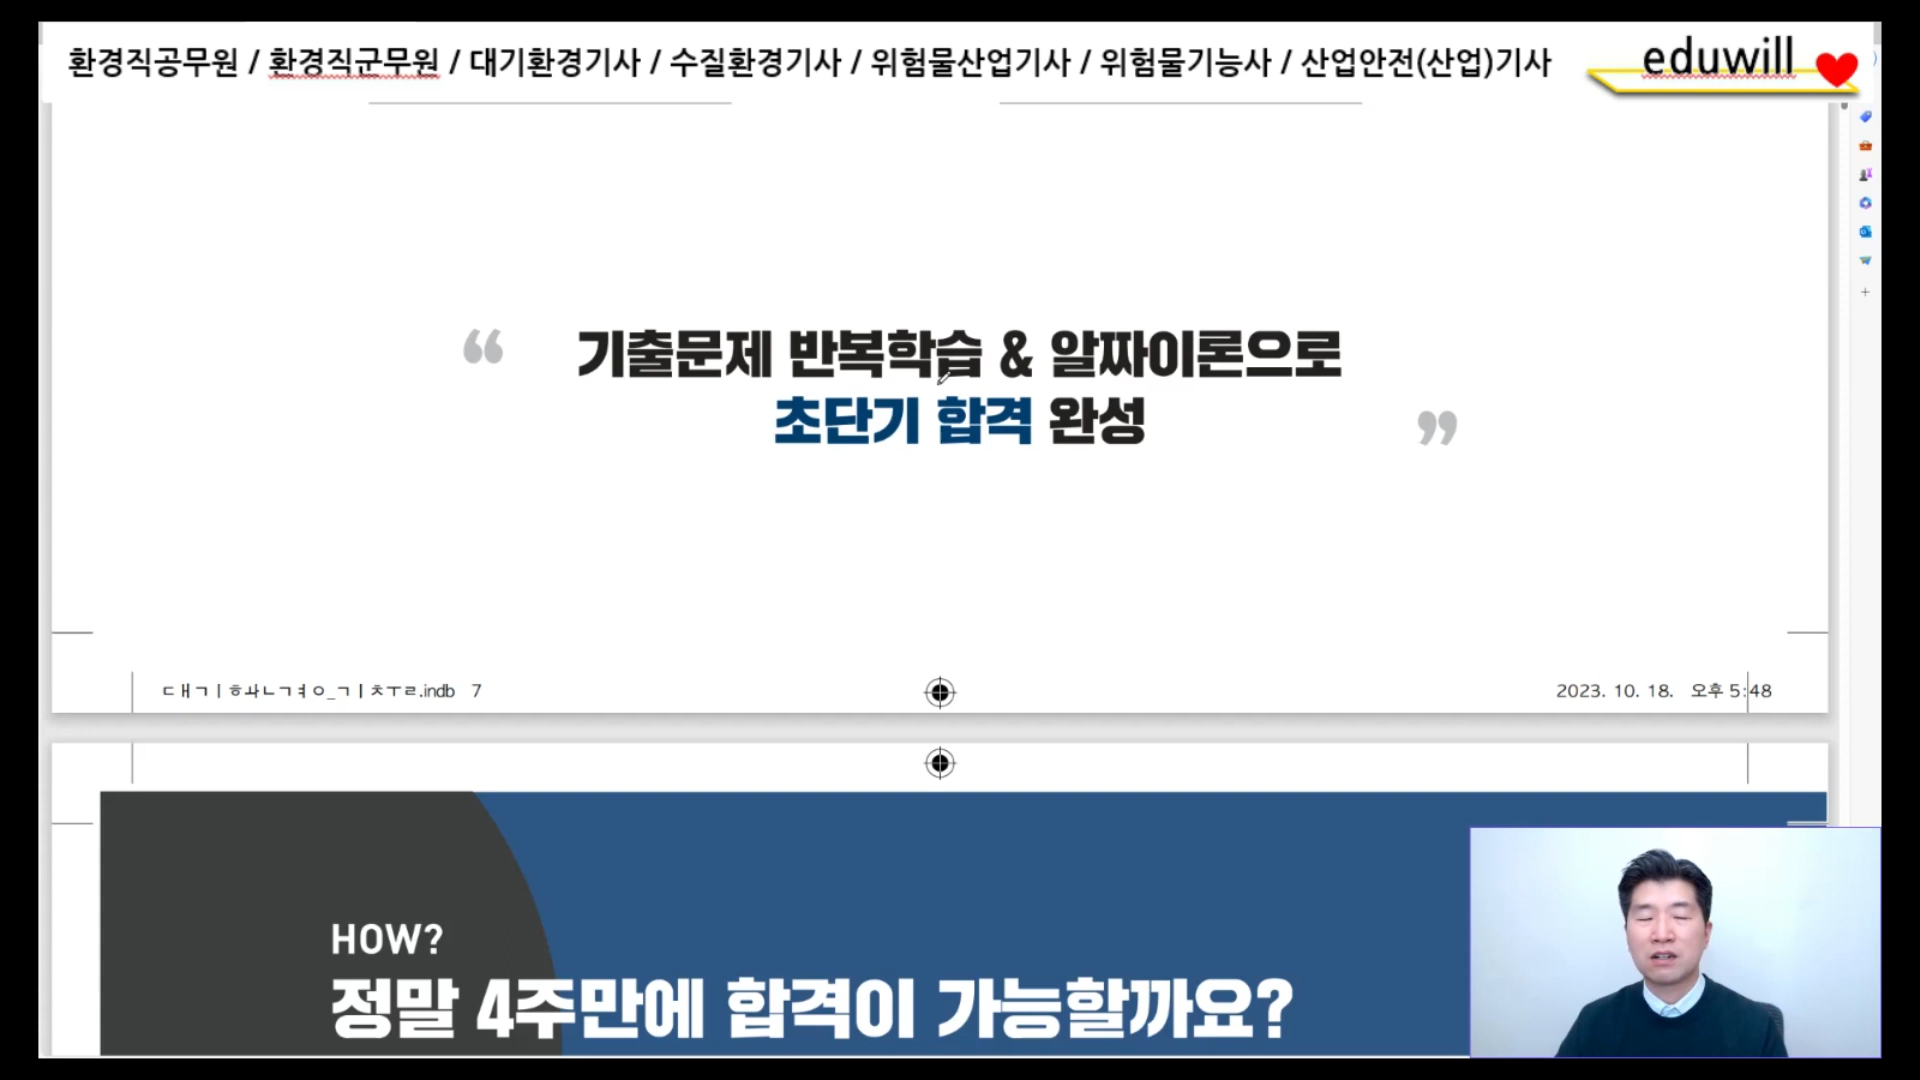 환경직공무원 / 환경직군무원 / 대기환경기사 / 수질환경기사 / 위험물산업기사 / 위험물기능사 / 산업안전(산업)기사
eduwill
“ 기출문제 반복학습 & 알짜이론으로
초단기 합격 완성 ”
ㄷㅐㄱㅣㅎㅘㄴㄱㅕㅇ_ㄱㅣㅊㅜㄹ.indb 7
2023. 10. 18. 오후 5:48
HOW?
정말 4주만에 합격이 가능할까요?